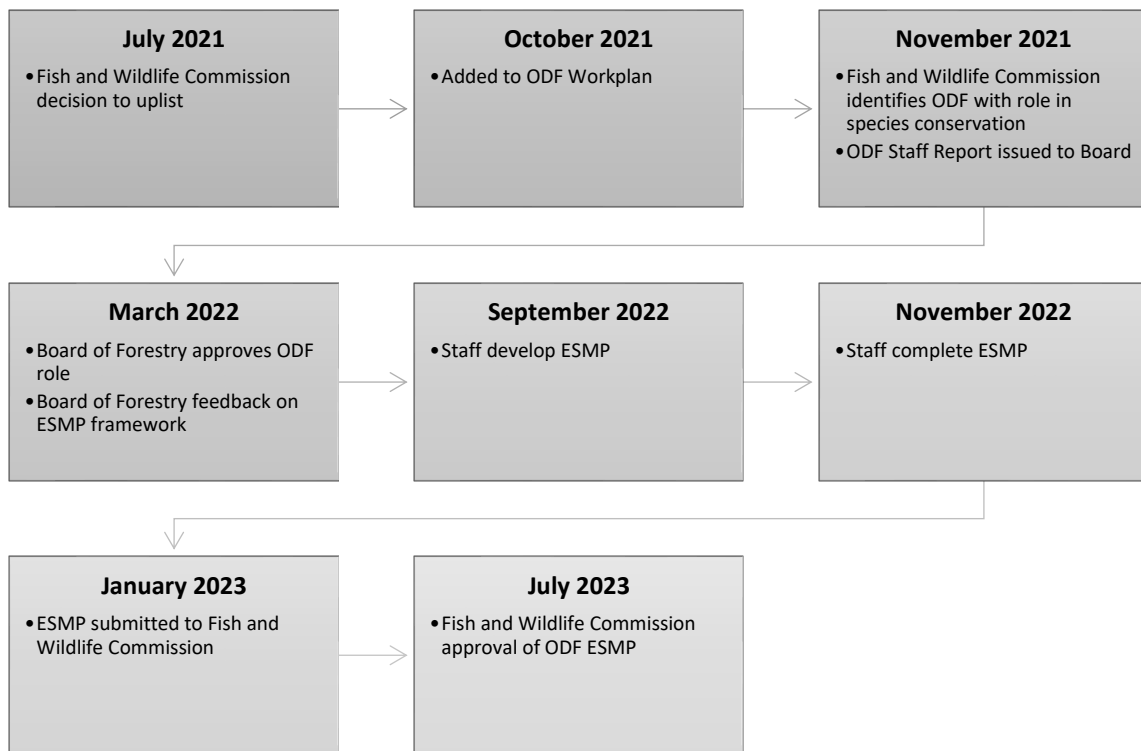 July 2021
•Fish and Wildlife Commission
decision to uplist
October 2021
•Added to ODF Workplan
November 2021
•Fish and Wildlife Commission
identifies ODF with role in
species conservation
•ODF Staff Report issued to Board
March 2022
•Board of Forestry approves ODF
role
•Board of Forestry feedback on
ESMP framework
September 2022
•Staff develop ESMP
November 2022
•Staff complete ESMP
January 2023
•ESMP submitted to Fish and
Wildlife Commission
July 2023
•Fish and Wildlife Commission
approval of ODF ESMP